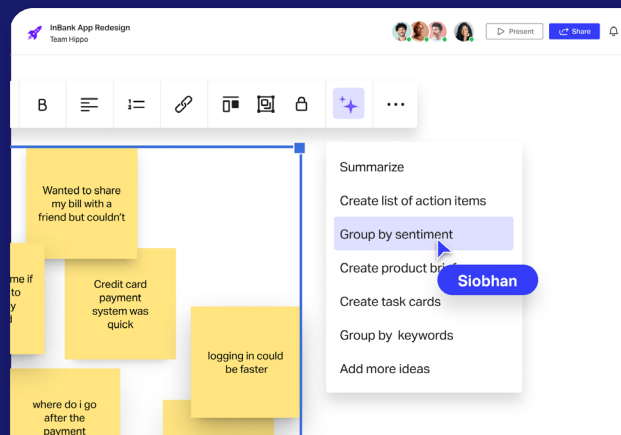 InBank App Redesign
Team Hippo
Present
Share
B
Wanted to share
my bill with a
friend but couldn't
me if
to
Credit card
payment
system was
quick
logging in could
be faster
where do i go
after the
payment
Summarize
Create list of action items
Group by sentiment
Create product brief
Siobhan
Create task cards
Group by keywords
Add more ideas